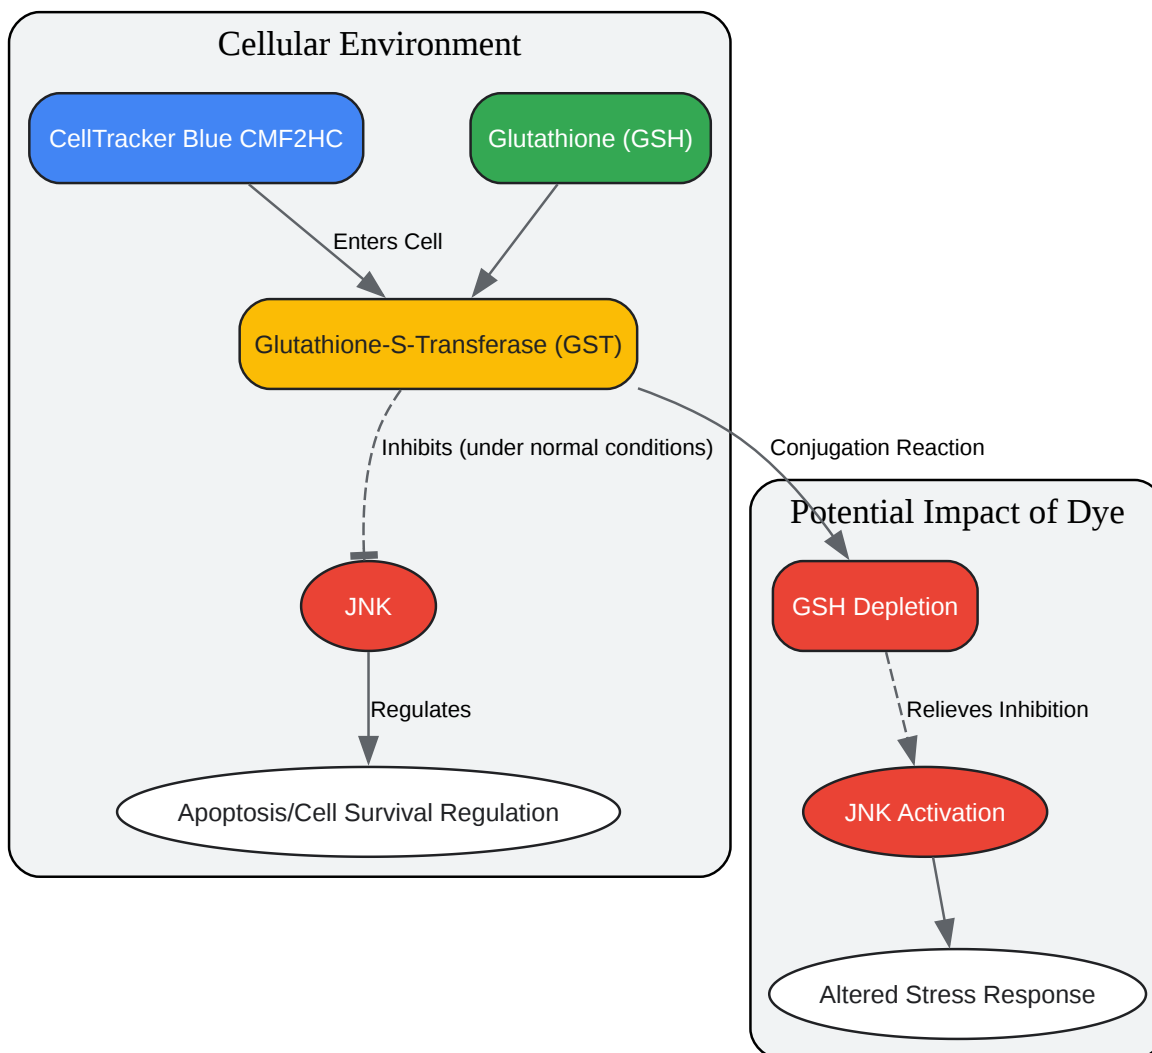 Cellular Environment
CellTracker Blue CMF2HC
Glutathione (GSH)
Enters Cell
Glutathione-S-Transferase (GST)
Inhibits (under normal conditions)
Conjugation Reaction
Potential Impact of Dye
JNK
GSH Depletion
Regulates
Relieves Inhibition
Apoptosis/Cell Survival Regulation
JNK Activation
Altered Stress Response